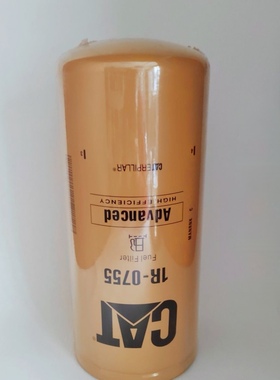 CAT
1R-0755
Fuel Filter
Advanced
HIGH EFFICIENCY
CATERPILLAR®